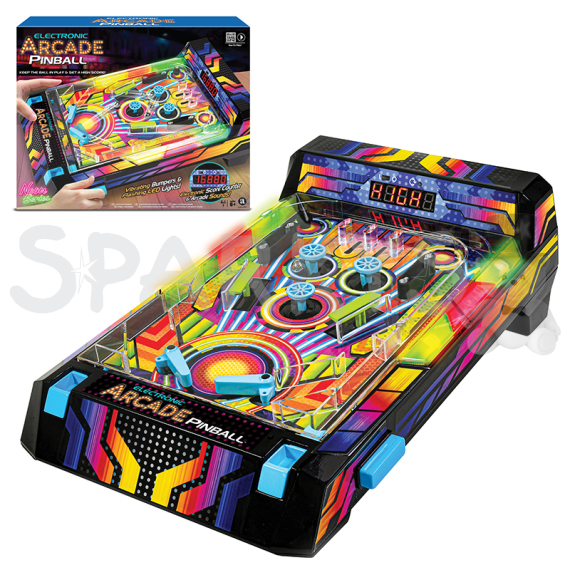 ELECTRONIC
ARCADE
PINBALL
KEEP THE BALL IN PLAY & GET A HIGH SCORE!
ARCADE PINBALL
Vibrating Bumpers &
Flashing LED Lights!
16880
Electronic Score Counter
& Arcade Sounds!
HIGH
ELECTRONIC
ARCADE PINBALL